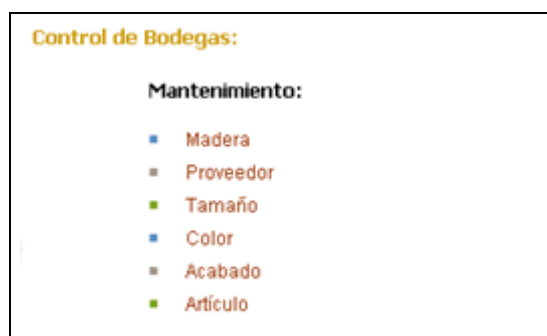 Control de Bodegas:
Mantenimiento:
Madera
Proveedor
Tamaño
Color
Acabado
Artículo